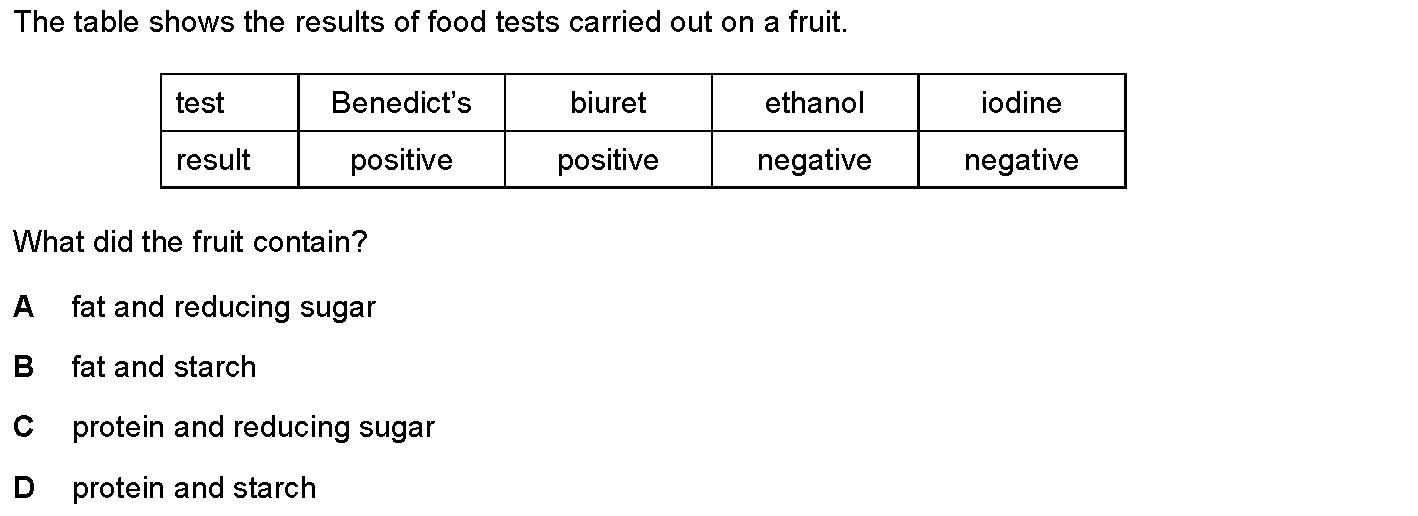 The table shows the results of food tests carried out on a fruit.
test Benedict’s biuret ethanol iodine
result positive positive negative negative
What did the fruit contain?
A fat and reducing sugar
B fat and starch
C protein and reducing sugar
D protein and starch